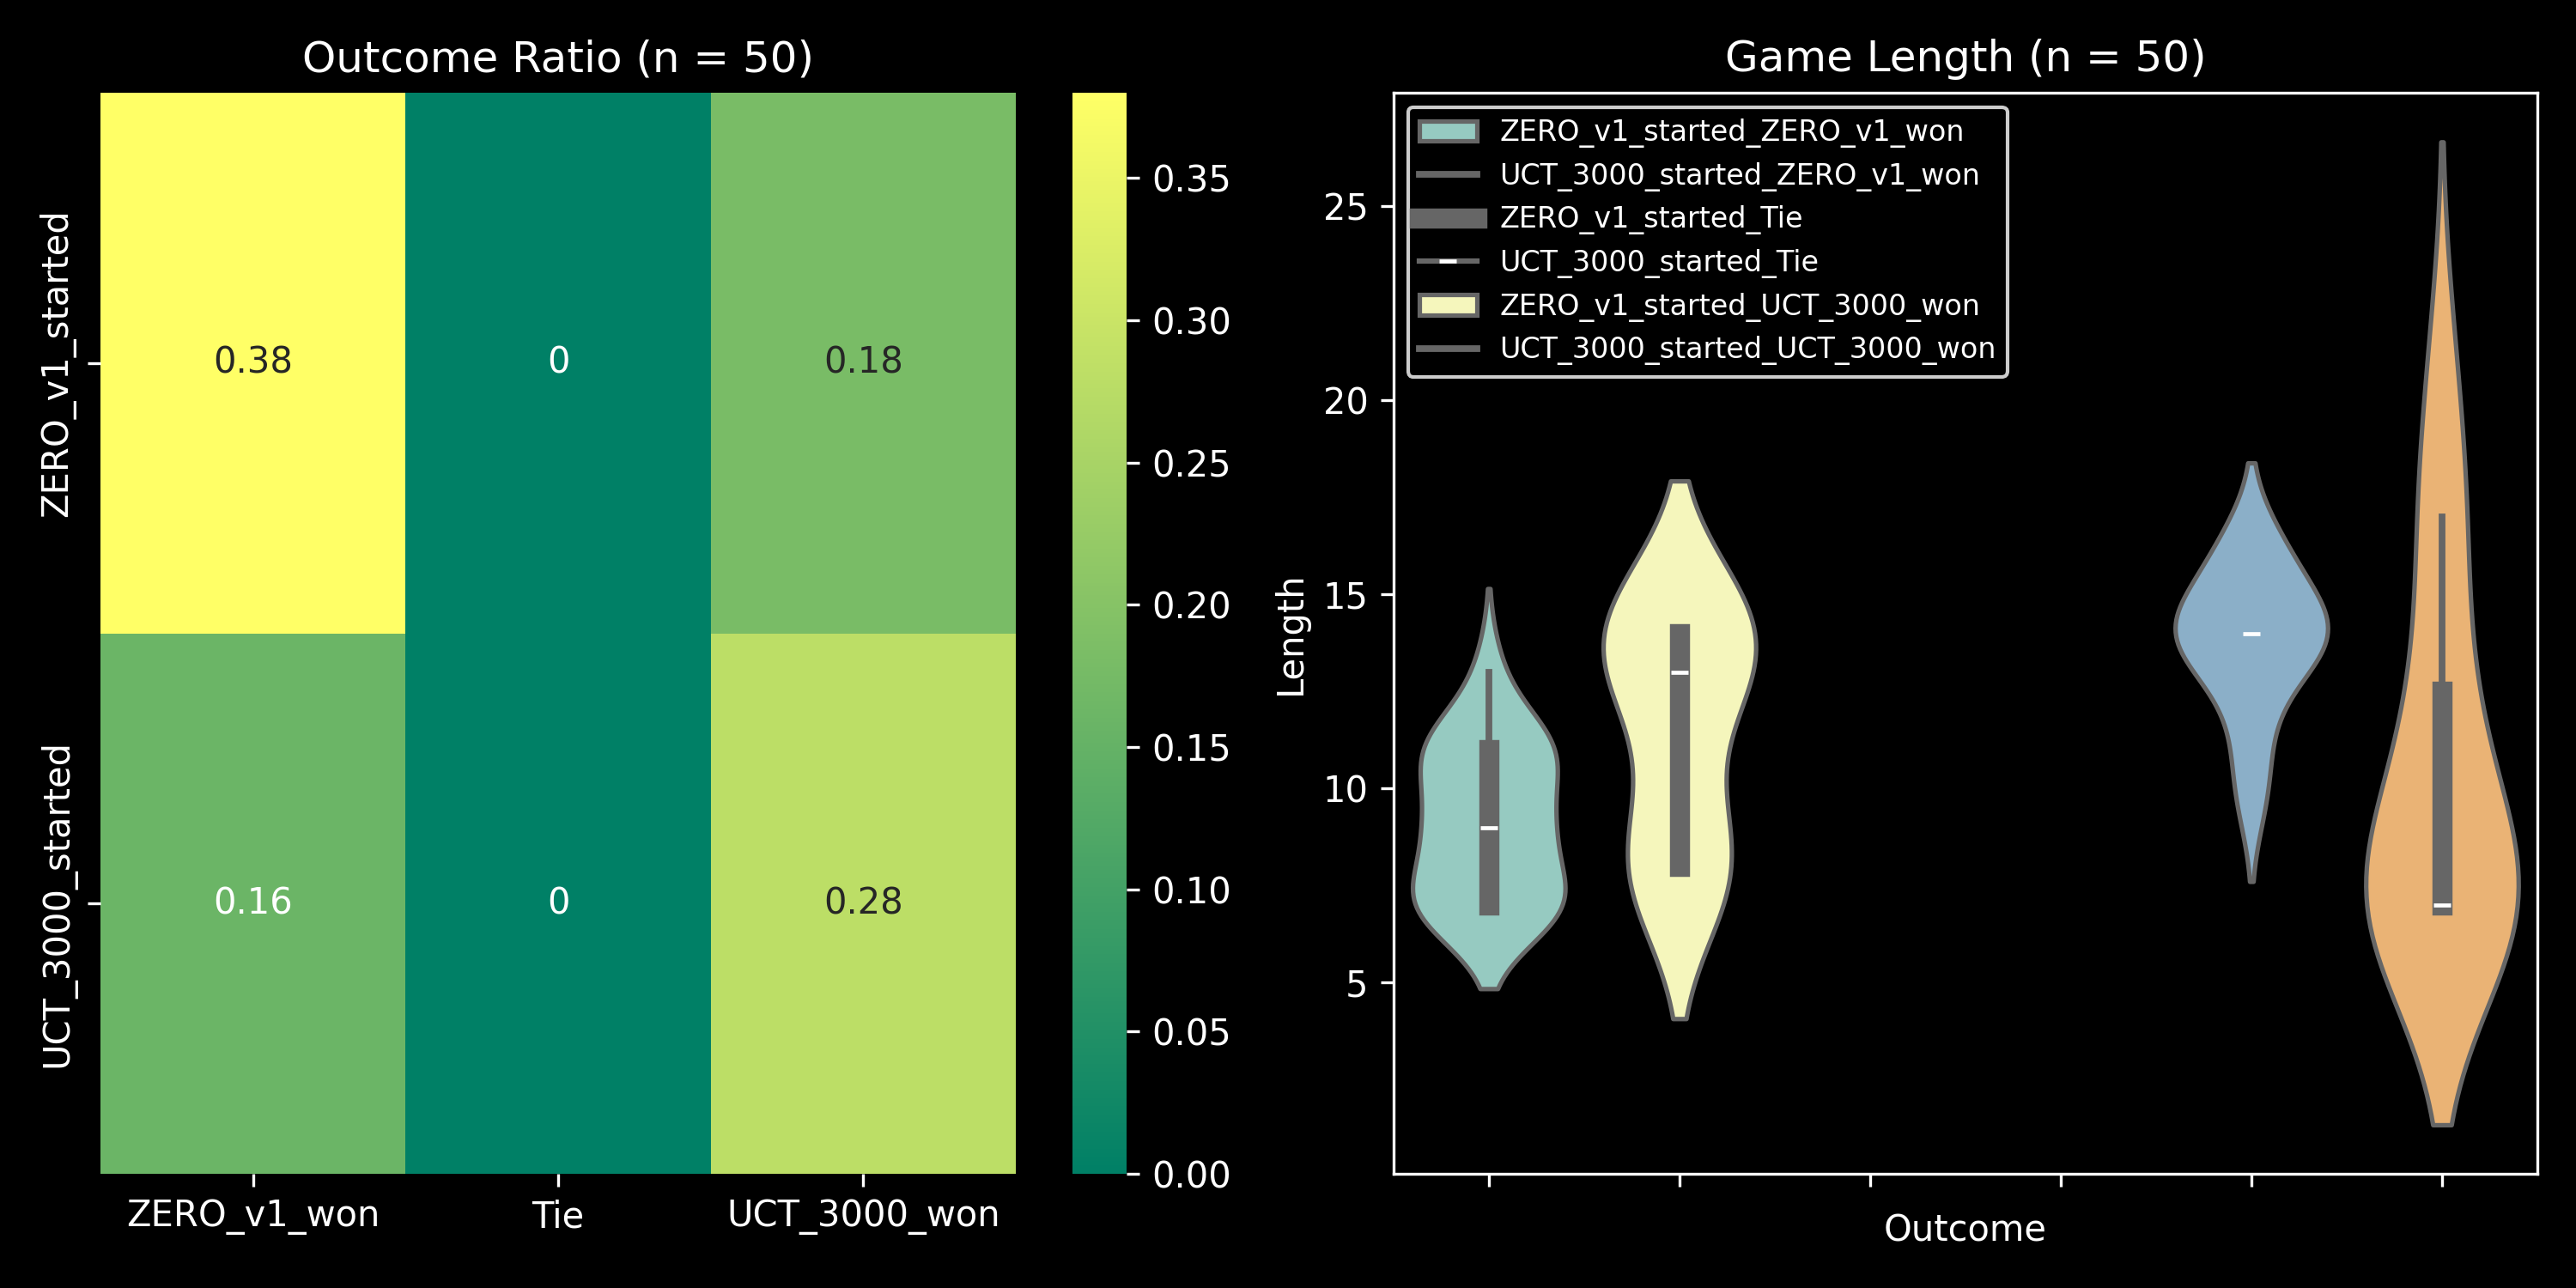 Outcome Ratio (n = 50)
ZERO_v1_started
UCT_3000_started
0.38
0
0.18
0.16
0
0.28
ZERO_v1_won
Tie
UCT_3000_won
0.35
0.30
0.25
0.20
0.15
0.10
0.05
0.00
Game Length (n = 50)
ZERO_v1_started_ZERO_v1_won
UCT_3000_started_ZERO_v1_won
ZERO_v1_started_Tie
UCT_3000_started_Tie
ZERO_v1_started_UCT_3000_won
UCT_3000_started_UCT_3000_won
Length
25
20
15
10
5
Outcome